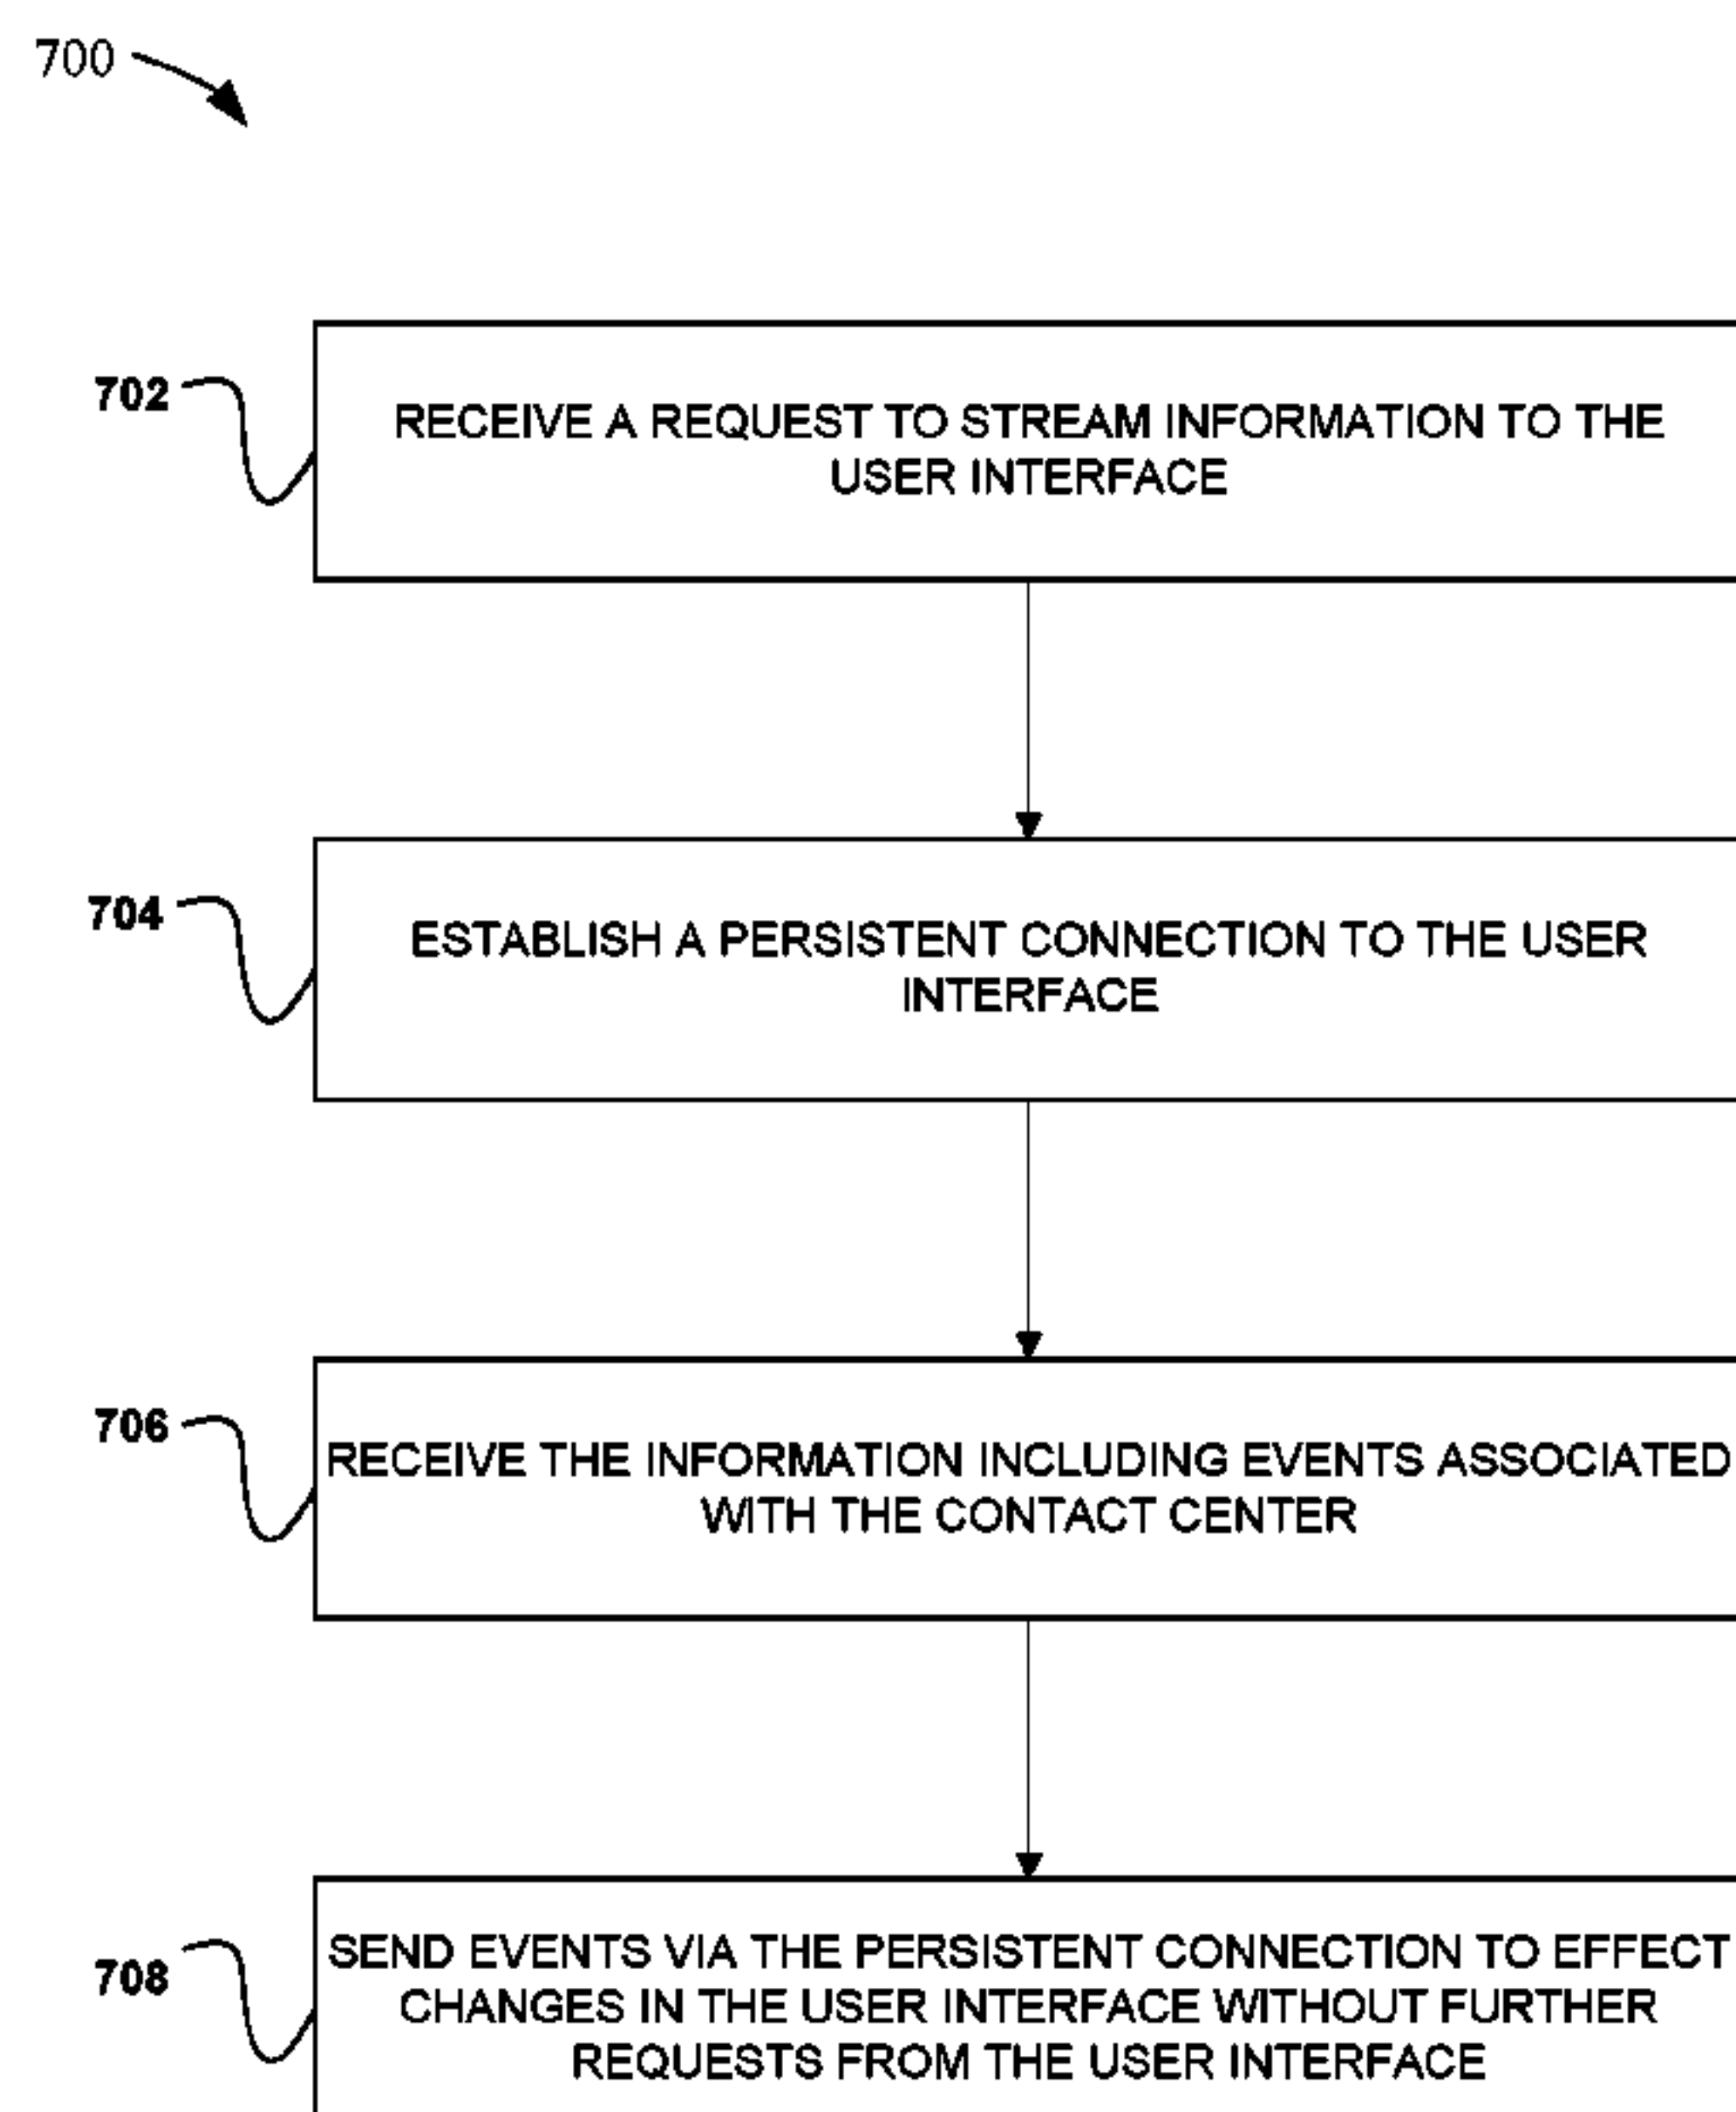 700
702
RECEIVE A REQUEST TO STREAM INFORMATION TO THE
USER INTERFACE
704
ESTABLISH A PERSISTENT CONNECTION TO THE USER
INTERFACE
706
RECEIVE THE INFORMATION INCLUDING EVENTS ASSOCIATED
WITH THE CONTACT CENTER
708
SEND EVENTS VIA THE PERSISTENT CONNECTION TO EFFECT
CHANGES IN THE USER INTERFACE WITHOUT FURTHER
REQUESTS FROM THE USER INTERFACE